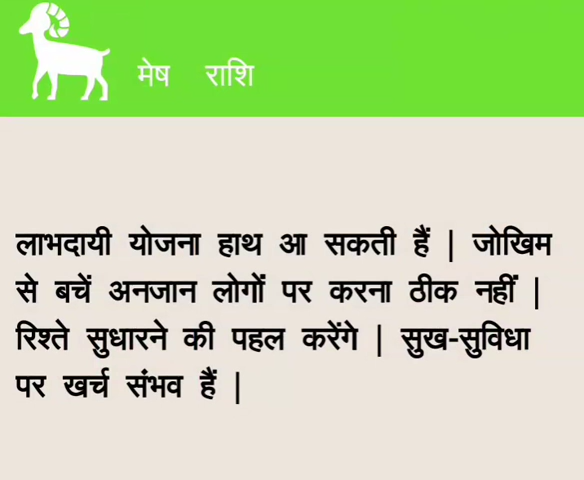 मेष राशि
लाभदायी योजना हाथ आ सकती हैं | जोखिम
से बचें अनजान लोगों पर करना ठीक नहीं |
रिश्ते सुधारने की पहल करेंगे | सुख-सुविधा
पर खर्च संभव हैं |